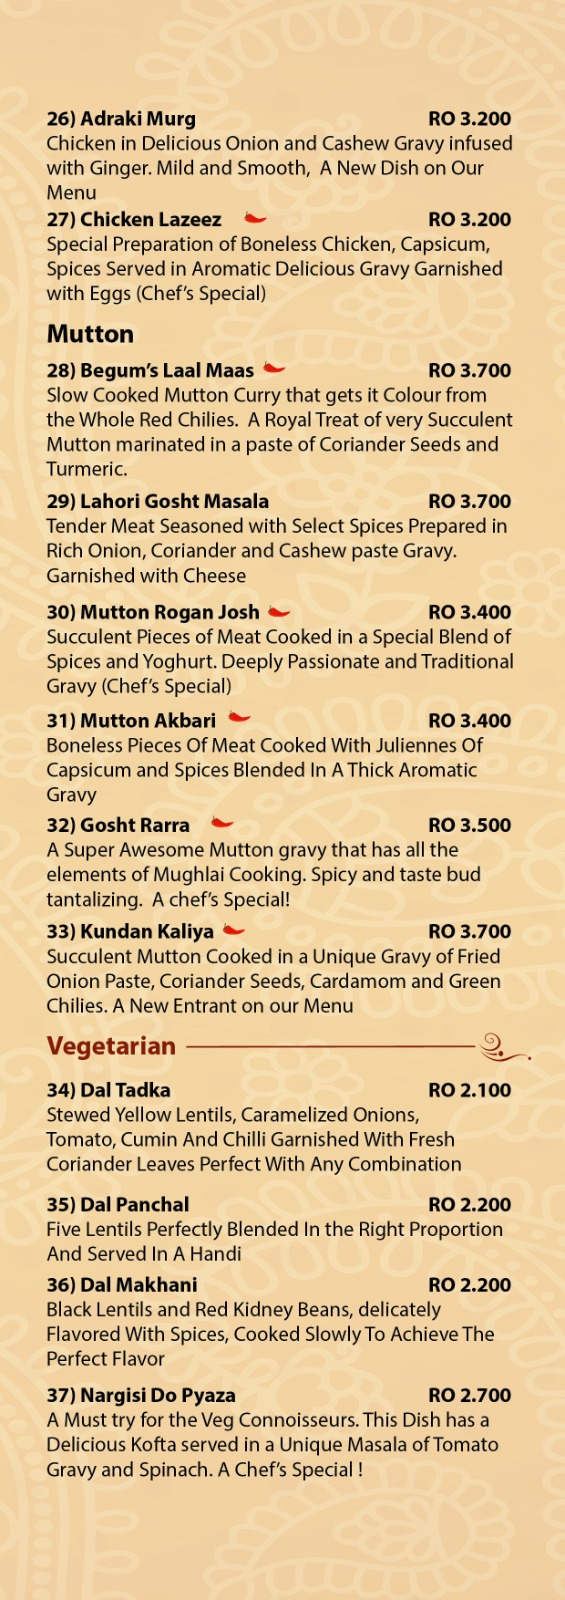 26) Adraki Murg RO 3.200
Chicken in Delicious Onion and Cashew Gravy infused
with Ginger. Mild and Smooth, A New Dish on Our
Menu
27) Chicken Lazeez RO 3.200
Special Preparation of Boneless Chicken, Capsicum,
Spices Served in Aromatic Delicious Gravy Garnished
with Eggs (Chef's Special)
Mutton
28) Begum's Laal Maas RO 3.700
Slow Cooked Mutton Curry that gets it Colour from
the Whole Red Chilies. A Royal Treat of very Succulent
Mutton marinated in a paste of Coriander Seeds and
Turmeric.
29) Lahori Gosht Masala RO 3.700
Tender Meat Seasoned with Select Spices Prepared in
Rich Onion, Coriander and Cashew paste Gravy.
Garnished with Cheese
30) Mutton Rogan Josh RO 3.400
Succulent Pieces of Meat Cooked in a Special Blend of
Spices and Yoghurt. Deeply Passionate and Traditional
Gravy (Chef's Special)
31) Mutton Akbari RO 3.400
Boneless Pieces Of Meat Cooked With Juliennes Of
Capsicum and Spices Blended In A Thick Aromatic
Gravy
32) Gosht Rarra RO 3.500
A Super Awesome Mutton gravy that has all the
elements of Mughlai Cooking. Spicy and taste bud
tantalizing. A chef's Special!
33) Kundan Kaliya RO 3.700
Succulent Mutton Cooked in a Unique Gravy of Fried
Onion Paste, Coriander Seeds, Cardamom and Green
Chilies. A New Entrant on our Menu
Vegetarian
34) Dal Tadka RO 2.100
Stewed Yellow Lentils, Caramelized Onions,
Tomato, Cumin And Chilli Garnished With Fresh
Coriander Leaves Perfect With Any Combination
35) Dal Panchal RO 2.200
Five Lentils Perfectly Blended In the Right Proportion
And Served In A Handi
36) Dal Makhani RO 2.200
Black Lentils and Red Kidney Beans, delicately
Flavored With Spices, Cooked Slowly To Achieve The
Perfect Flavor
37) Nargisi Do Pyaza RO 2.700
A Must try for the Veg Connoisseurs. This Dish has a
Delicious Kofta served in a Unique Masala of Tomato
Gravy and Spinach. A Chef's Special !